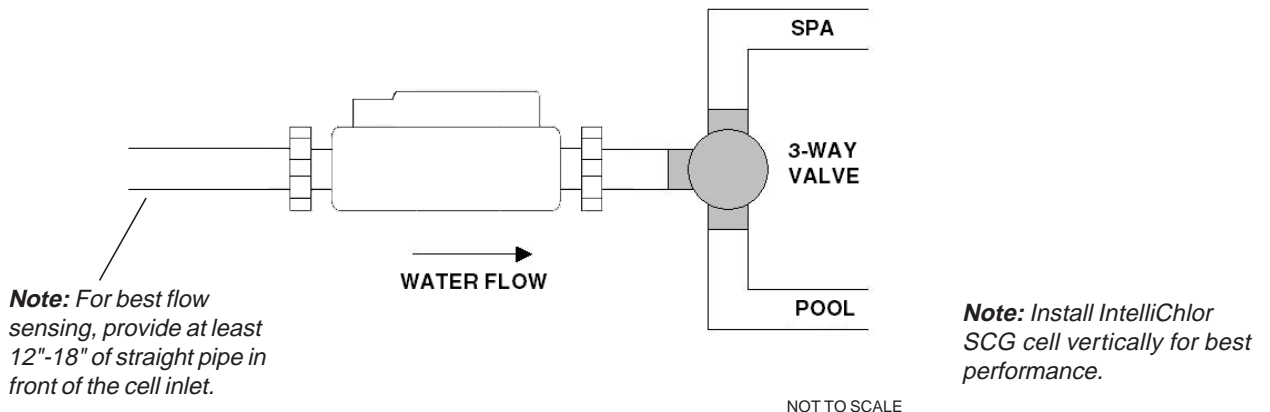 SPA
3-WAY
VALVE
WATER FLOW
POOL
Note: For best flow
sensing, provide at least
12"-18" of straight pipe in
front of the cell inlet.
Note: Install IntelliChlor
SCG cell vertically for best
performance.
NOT TO SCALE